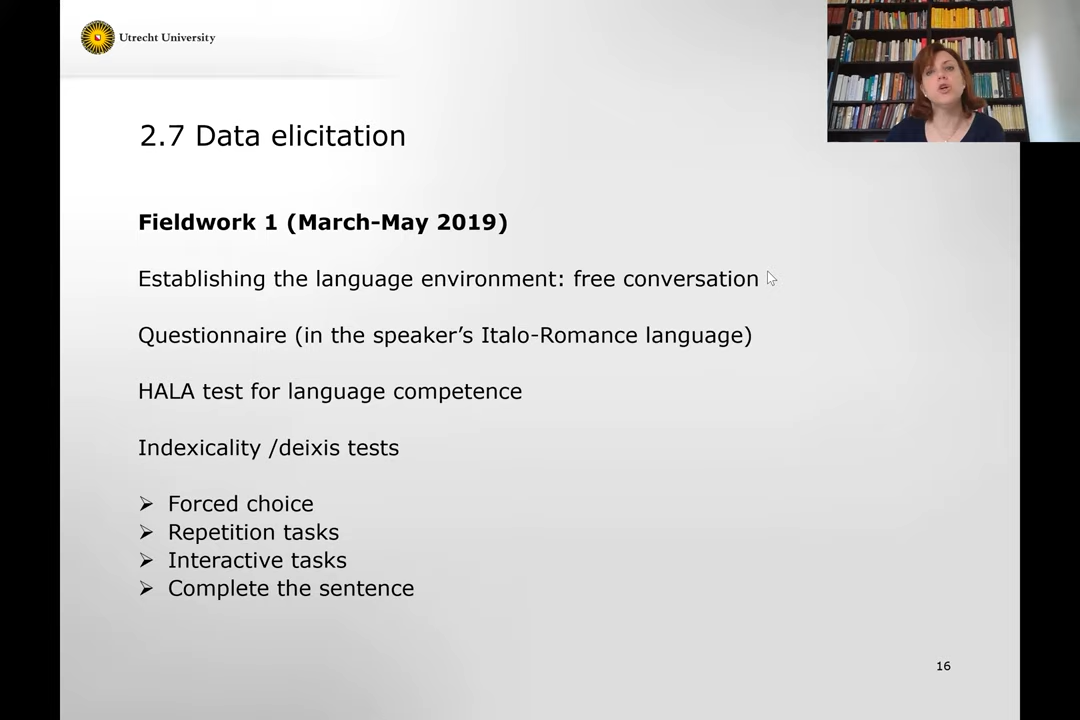 Utrecht University
2.7 Data elicitation
Fieldwork 1 (March-May 2019)
Establishing the language environment: free conversation
Questionnaire (in the speaker’s Italo-Romance language)
HALA test for language competence
Indexicality /deixis tests
➢ Forced choice
➢ Repetition tasks
➢ Interactive tasks
➢ Complete the sentence
16